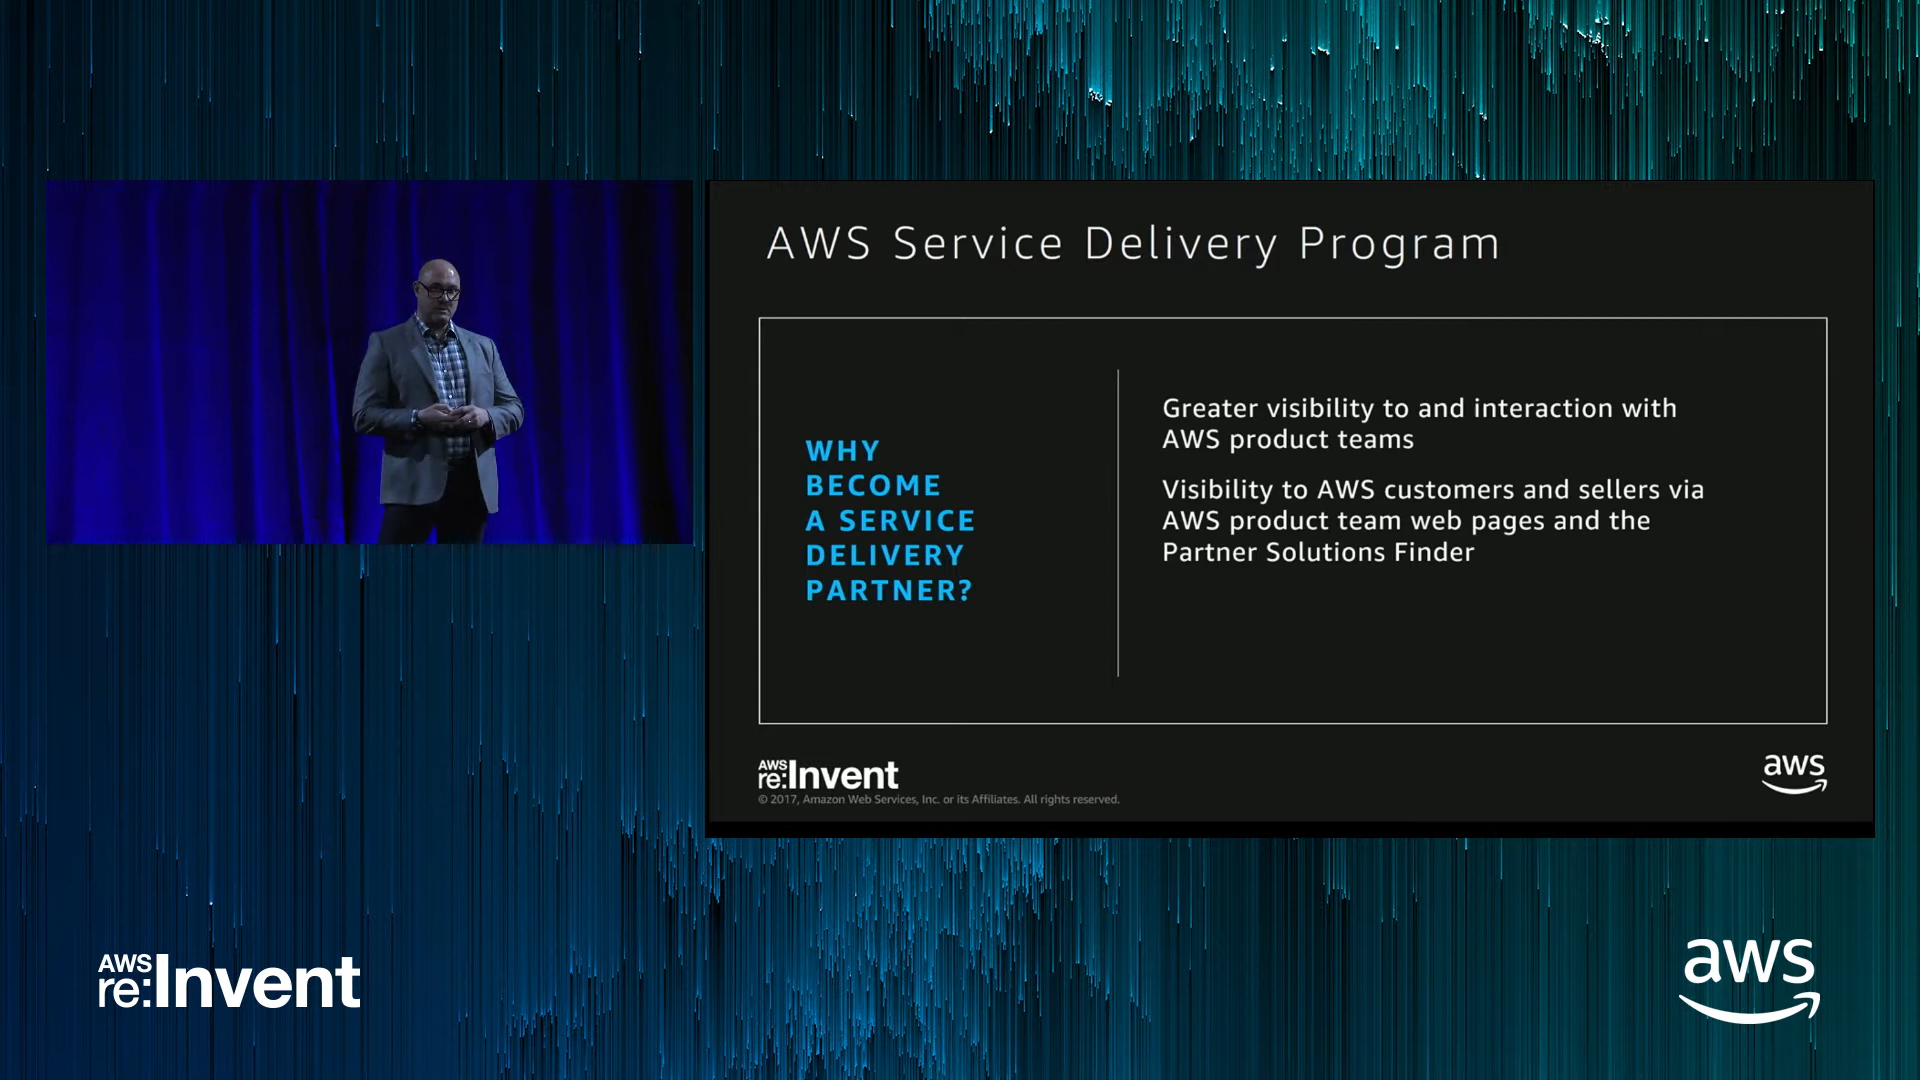 AWS Service Delivery Program
WHY
BECOME
A SERVICE
DELIVERY
PARTNER?
Greater visibility to and interaction with
AWS product teams
Visibility to AWS customers and sellers via
AWS product team web pages and the
Partner Solutions Finder
AWS
re:Invent
© 2017, Amazon Web Services, Inc. or its Affiliates. All rights reserved.
aws
AWS
re:Invent
aws